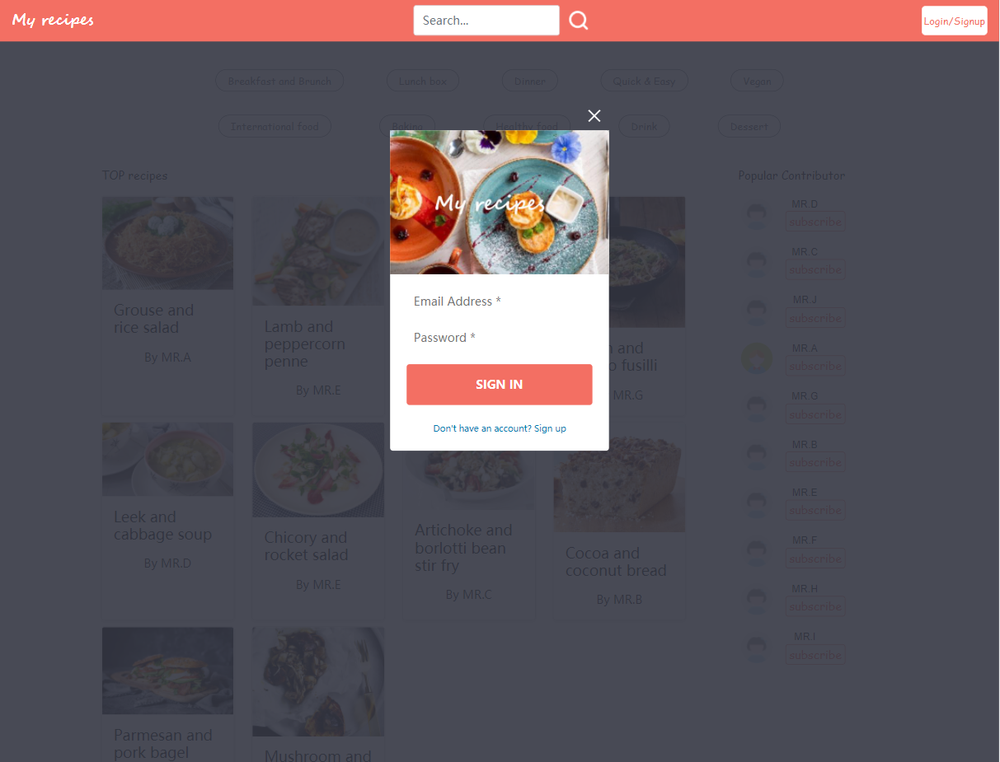 My recipes
Search...
Login/Signup
Breakfast and Brunch
Lunch box
Dinner
Quick & Easy
Vegan
International food
Baking
Healthy food
Drink
Dessert
TOP recipes
Popular Contributor
My recipes
Email Address *
Password *
SIGN IN
Don't have an account? Sign up
Grouse and
rice salad
By MR.A
Lamb and
peppercorn
penne
By MR.E
and
fusilli
MR.G
Leek and
cabbage soup
By MR.D
Chicory and
rocket salad
By MR.E
Artichoke and
borlotti bean
stir fry
By MR.C
Cocoa and
coconut bread
By MR.B
Parmesan and
pork bagel
Mushroom and
MR.D
subscribe
MR.C
subscribe
MR.J
subscribe
MR.A
subscribe
MR.G
subscribe
MR.B
subscribe
MR.E
subscribe
MR.F
subscribe
MR.H
subscribe
MR.I
subscribe